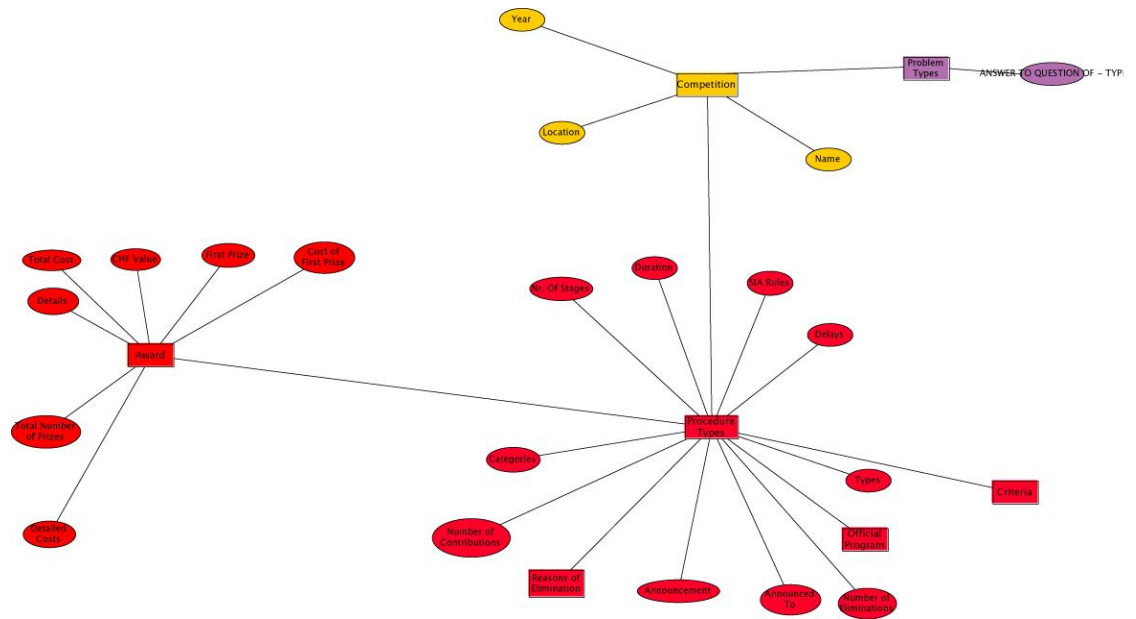 Year
Problem
Types
ANSWER TO QUESTION OF - TYP
Competition
Location
Name
Total Cost
CHF Value
First Prize
Cost of
First Prize
Details
Nr. Of Stages
Duration
SIA Rules
Delays
Award
Total Number
of Prizes
Procedure
Types
Categories
Types
Criteria
Detailed
Costs
Number of
Contributions
Official
Program
Reasons of
Elimination
Announcement
Announced
To
Number of
Eliminations